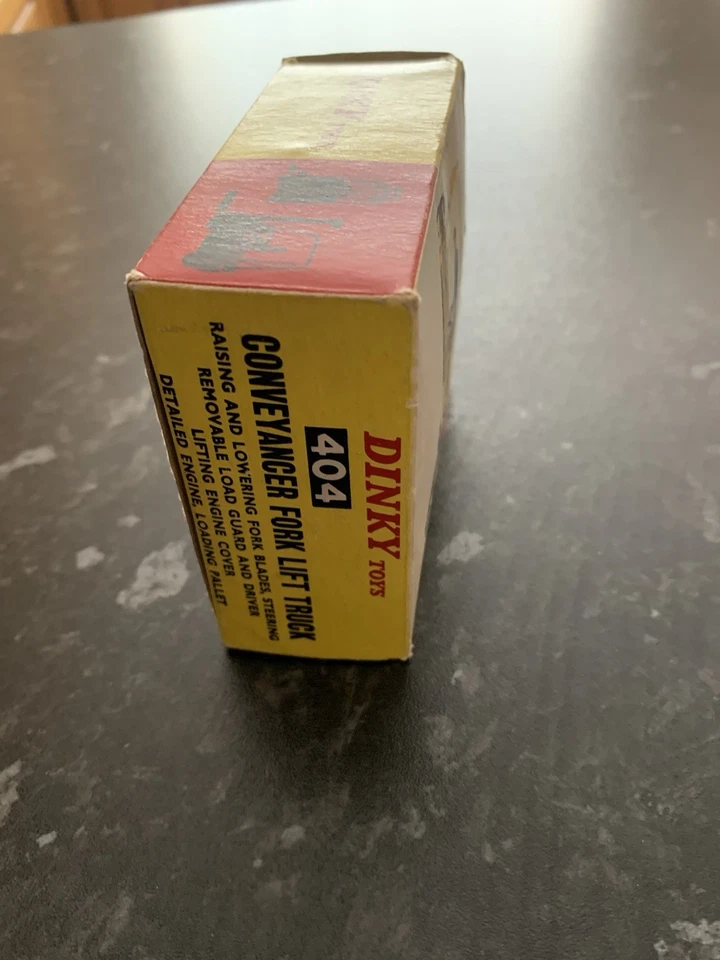 DINKY TOYS
404
CONVEYANCER FORK LIFT TRUCK
RAISING AND LOWERING FORK BLADES, STEERING
REMOVABLE LOAD GUARD AND DRIVER
LIFTING ENGINE COVER
DETAILED ENGINE, LOADING PALLET